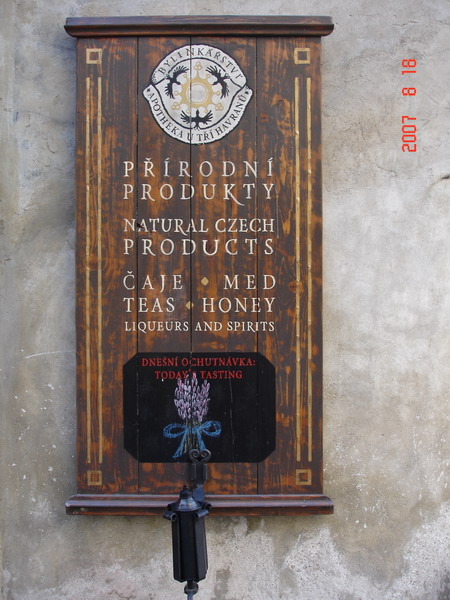 BYLINKÁŘSTVÍ
APOTHEKA U TŘÍ HAVRANŮ
PŘÍRODNÍ
PRODUKTY
NATURAL CZECH
PRODUCTS
ČAJE MED
TEAS HONEY
LIQUEURS AND SPIRITS
DNEŠNÍ OCHUTNÁVKA:
TODAY'S TASTING
2007 8 18